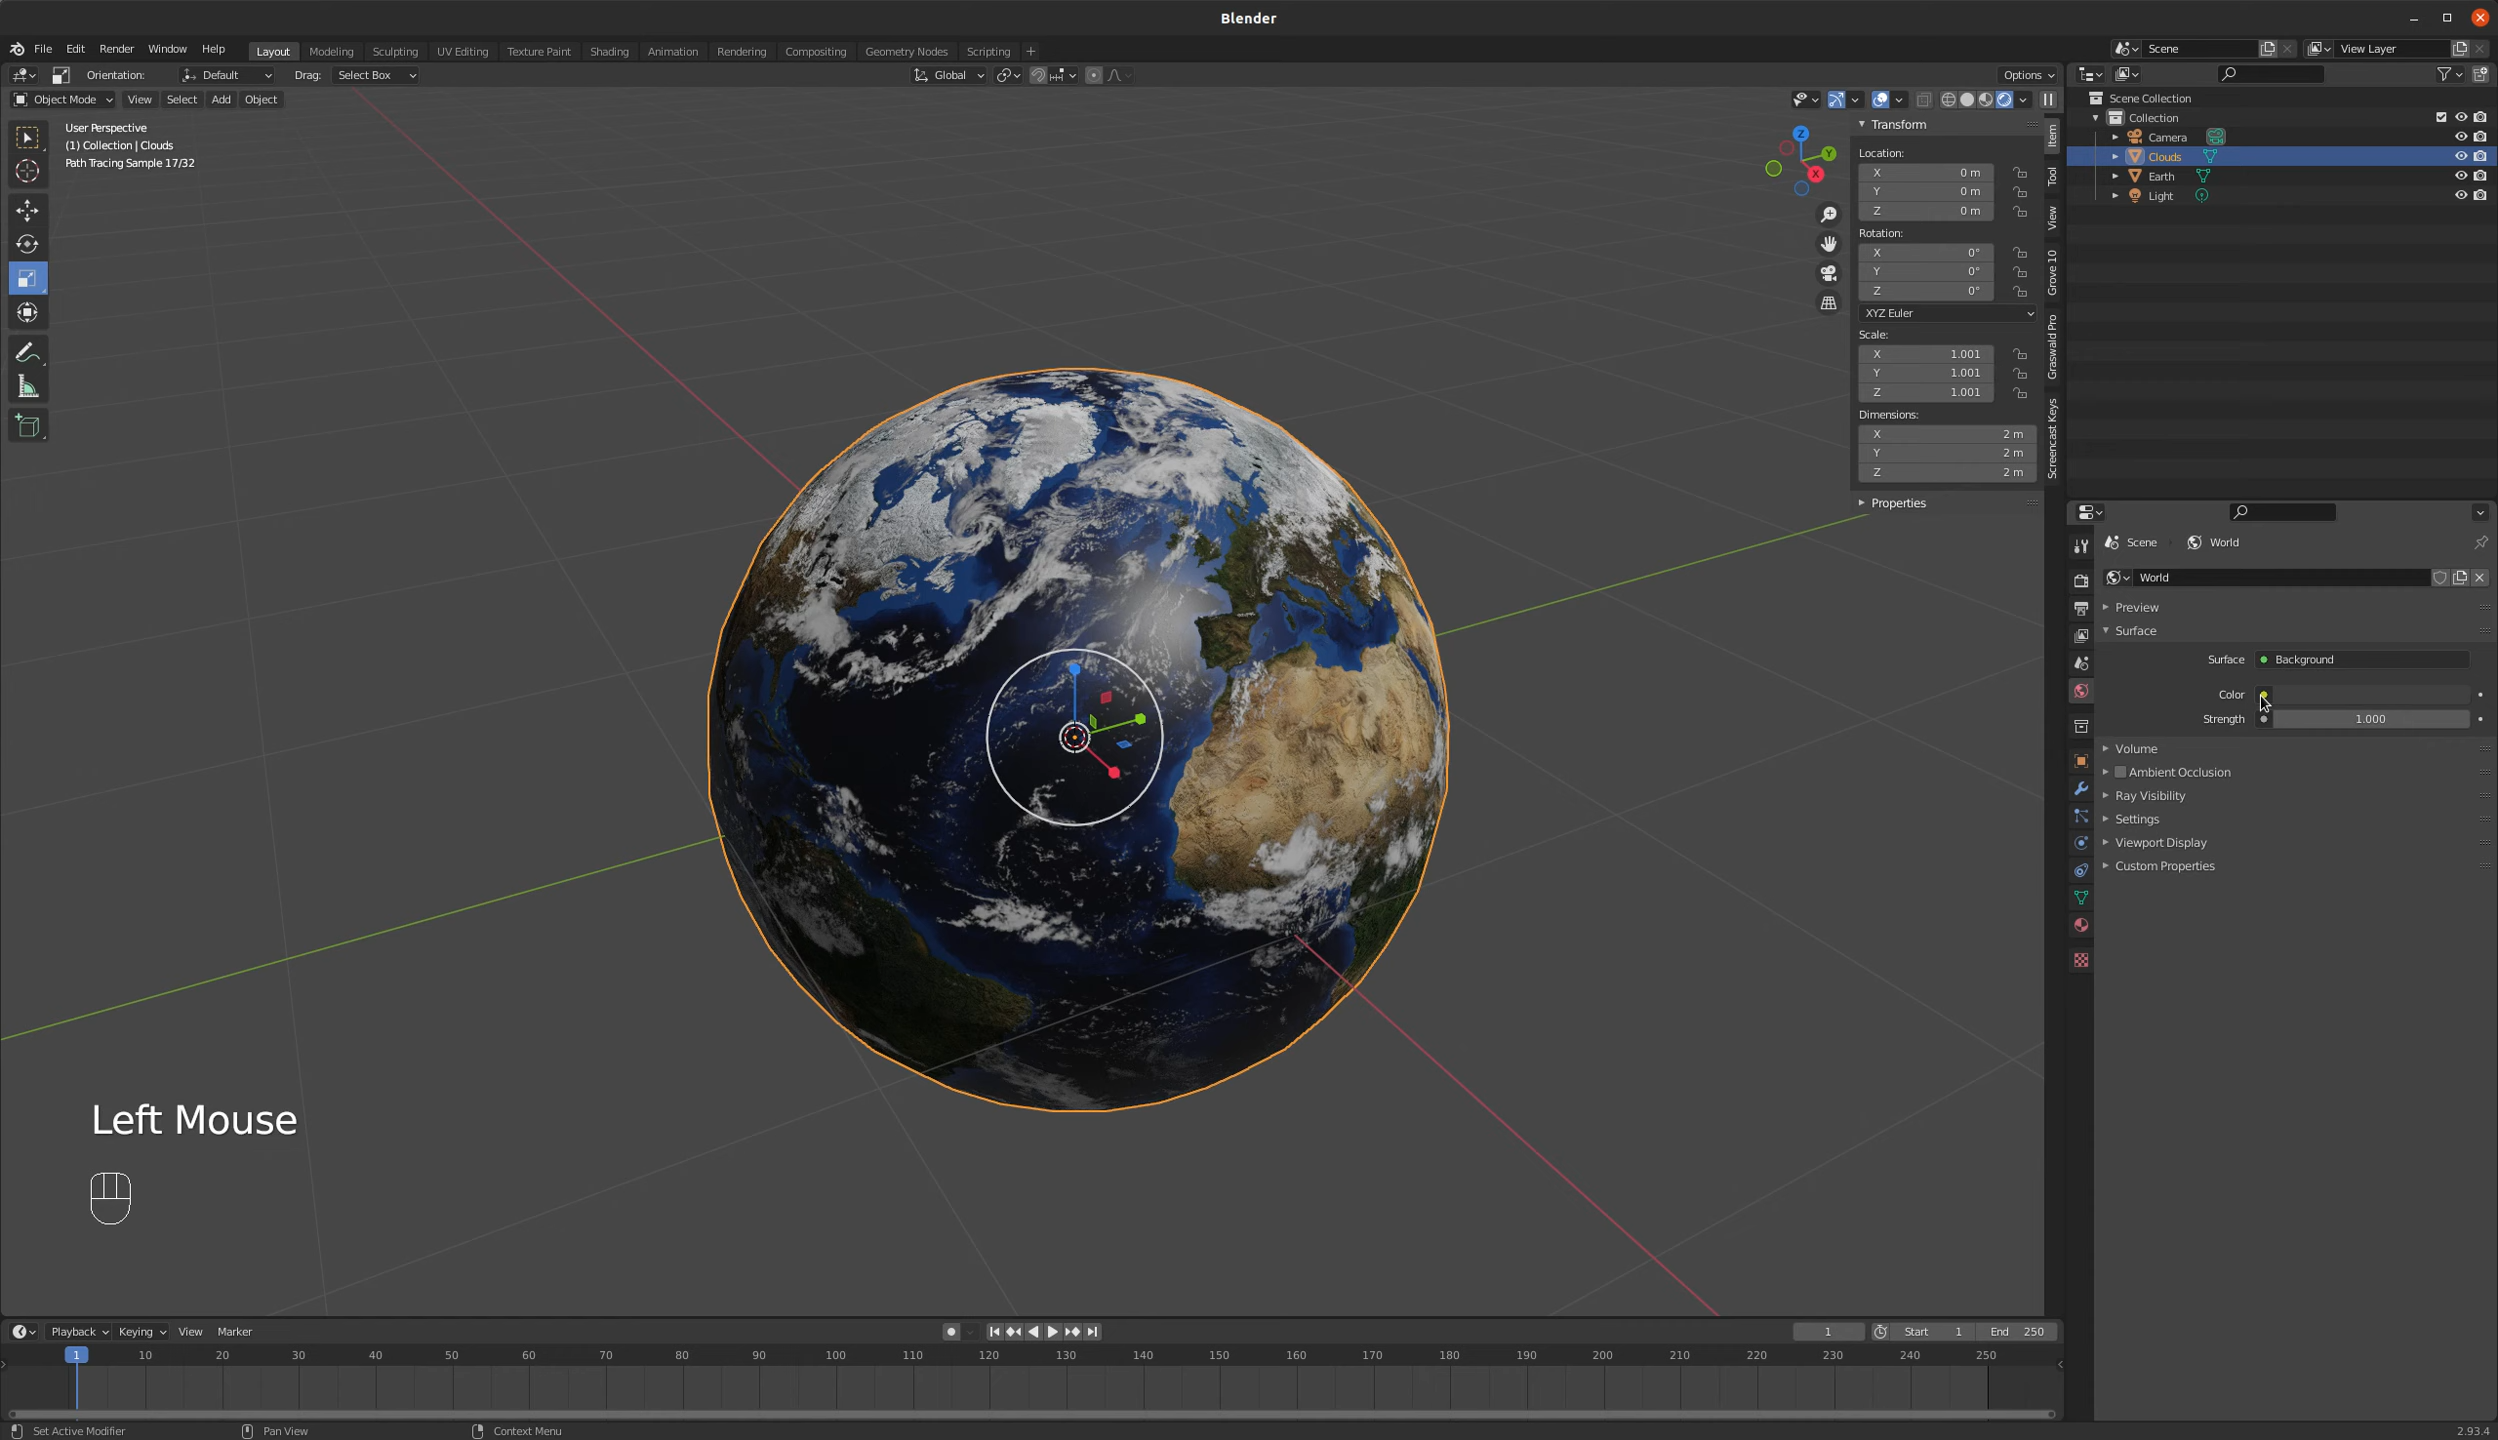 Blender
File Edit Render Window Help Layout Modeling Sculpting UV Editing Texture Paint Shading Animation Rendering Compositing Geometry Nodes Scripting + Scene View Layer
Orientation: Default Drag: Select Box Global Options
Object Mode View Select Add Object
User Perspective
(1) Collection | Clouds
Path Tracing Sample 17/32
Z
Y
X
Transform
Location:
X 0 m
Y 0 m
Z 0 m
Rotation:
X 0°
Y 0°
Z 0°
XYZ Euler
Scale:
X 1.001
Y 1.001
Z 1.001
Dimensions:
X 2 m
Y 2 m
Z 2 m
Properties
Item
Tool
View
Grove 10
Graswald Pro
Screencast Keys
Scene Collection
Collection
Camera
Clouds
Earth
Light
Scene World
World
Preview
Surface
Surface Background
Color
Strength 1.000
Volume
Ambient Occlusion
Ray Visibility
Settings
Viewport Display
Custom Properties
Left Mouse
Playback Keying View Marker 1 Start 1 End 250
1 10 20 30 40 50 60 70 80 90 100 110 120 130 140 150 160 170 180 190 200 210 220 230 240 250
Set Active Modifier Pan View Context Menu 2.93.4